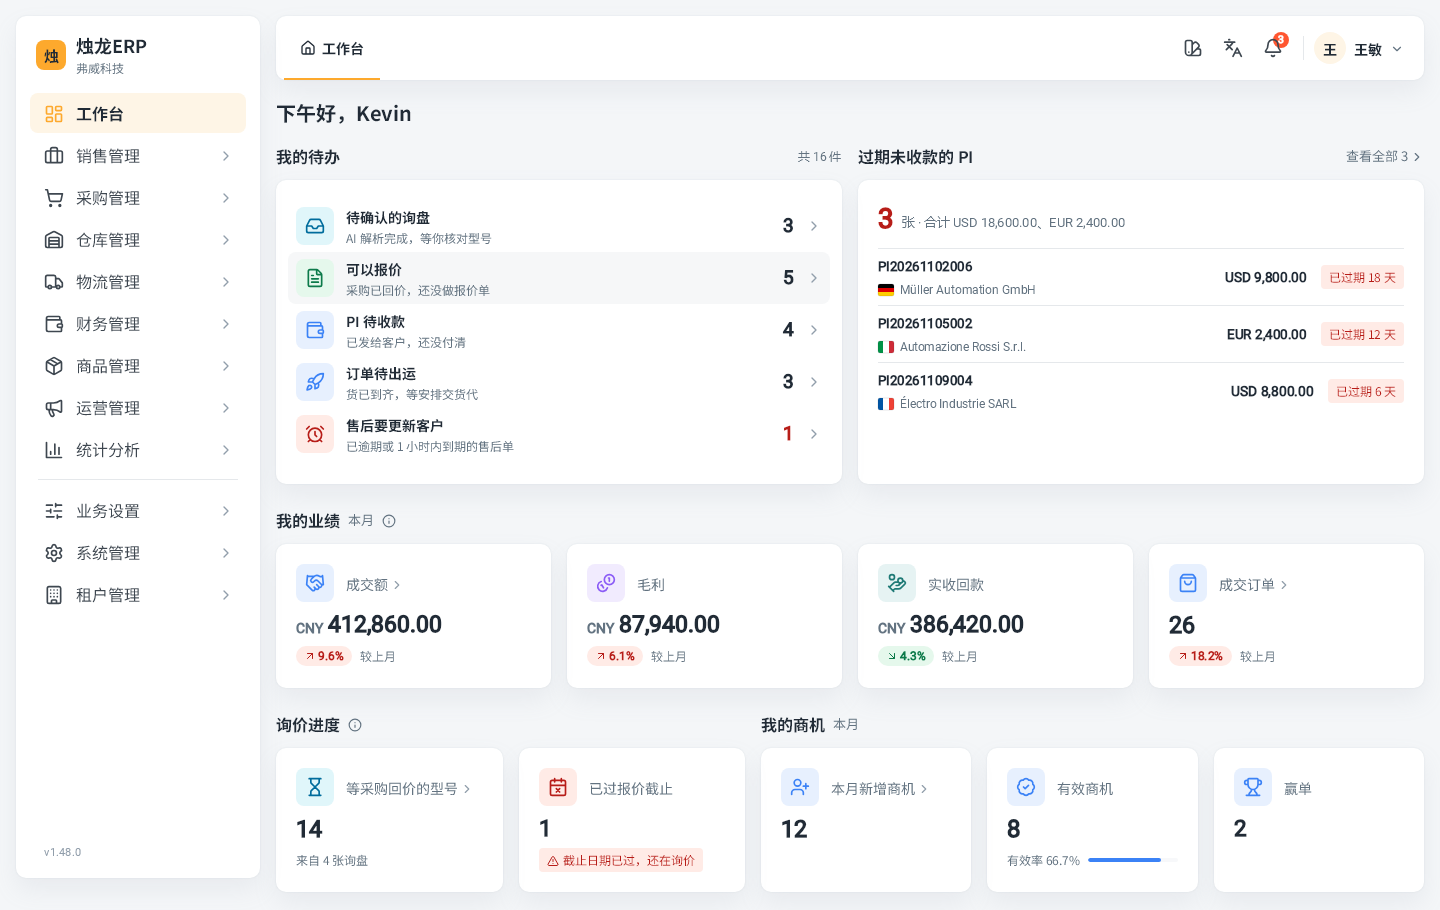 烛
烛龙ERP
弗威科技
工作台
销售管理
采购管理
仓库管理
物流管理
财务管理
商品管理
运营管理
统计分析
业务设置
系统管理
租户管理
v1.48.0
工作台
3
王
王敏
下午好，Kevin
我的待办
共 16 件
待确认的询盘
AI 解析完成，等你核对型号
3
可以报价
采购已回价，还没做报价单
5
PI 待收款
已发给客户，还没付清
4
订单待出运
货已到齐，等安排交货代
3
售后要更新客户
已逾期或 1 小时内到期的售后单
1
过期未收款的 PI
查看全部 3
3 张 · 合计 USD 18,600.00、EUR 2,400.00
PI20261102006
Müller Automation GmbH
USD 9,800.00
已过期 18 天
PI20261105002
Automazione Rossi S.r.l.
EUR 2,400.00
已过期 12 天
PI20261109004
Électro Industrie SARL
USD 8,800.00
已过期 6 天
我的业绩 本月
成交额
CNY 412,860.00
9.6% 较上月
毛利
CNY 87,940.00
6.1% 较上月
实收回款
CNY 386,420.00
4.3% 较上月
成交订单
26
18.2% 较上月
询价进度
等采购回价的型号
14
来自 4 张询盘
已过报价截止
1
截止日期已过，还在询价
我的商机 本月
本月新增商机
12
有效商机
8
有效率 66.7%
赢单
2